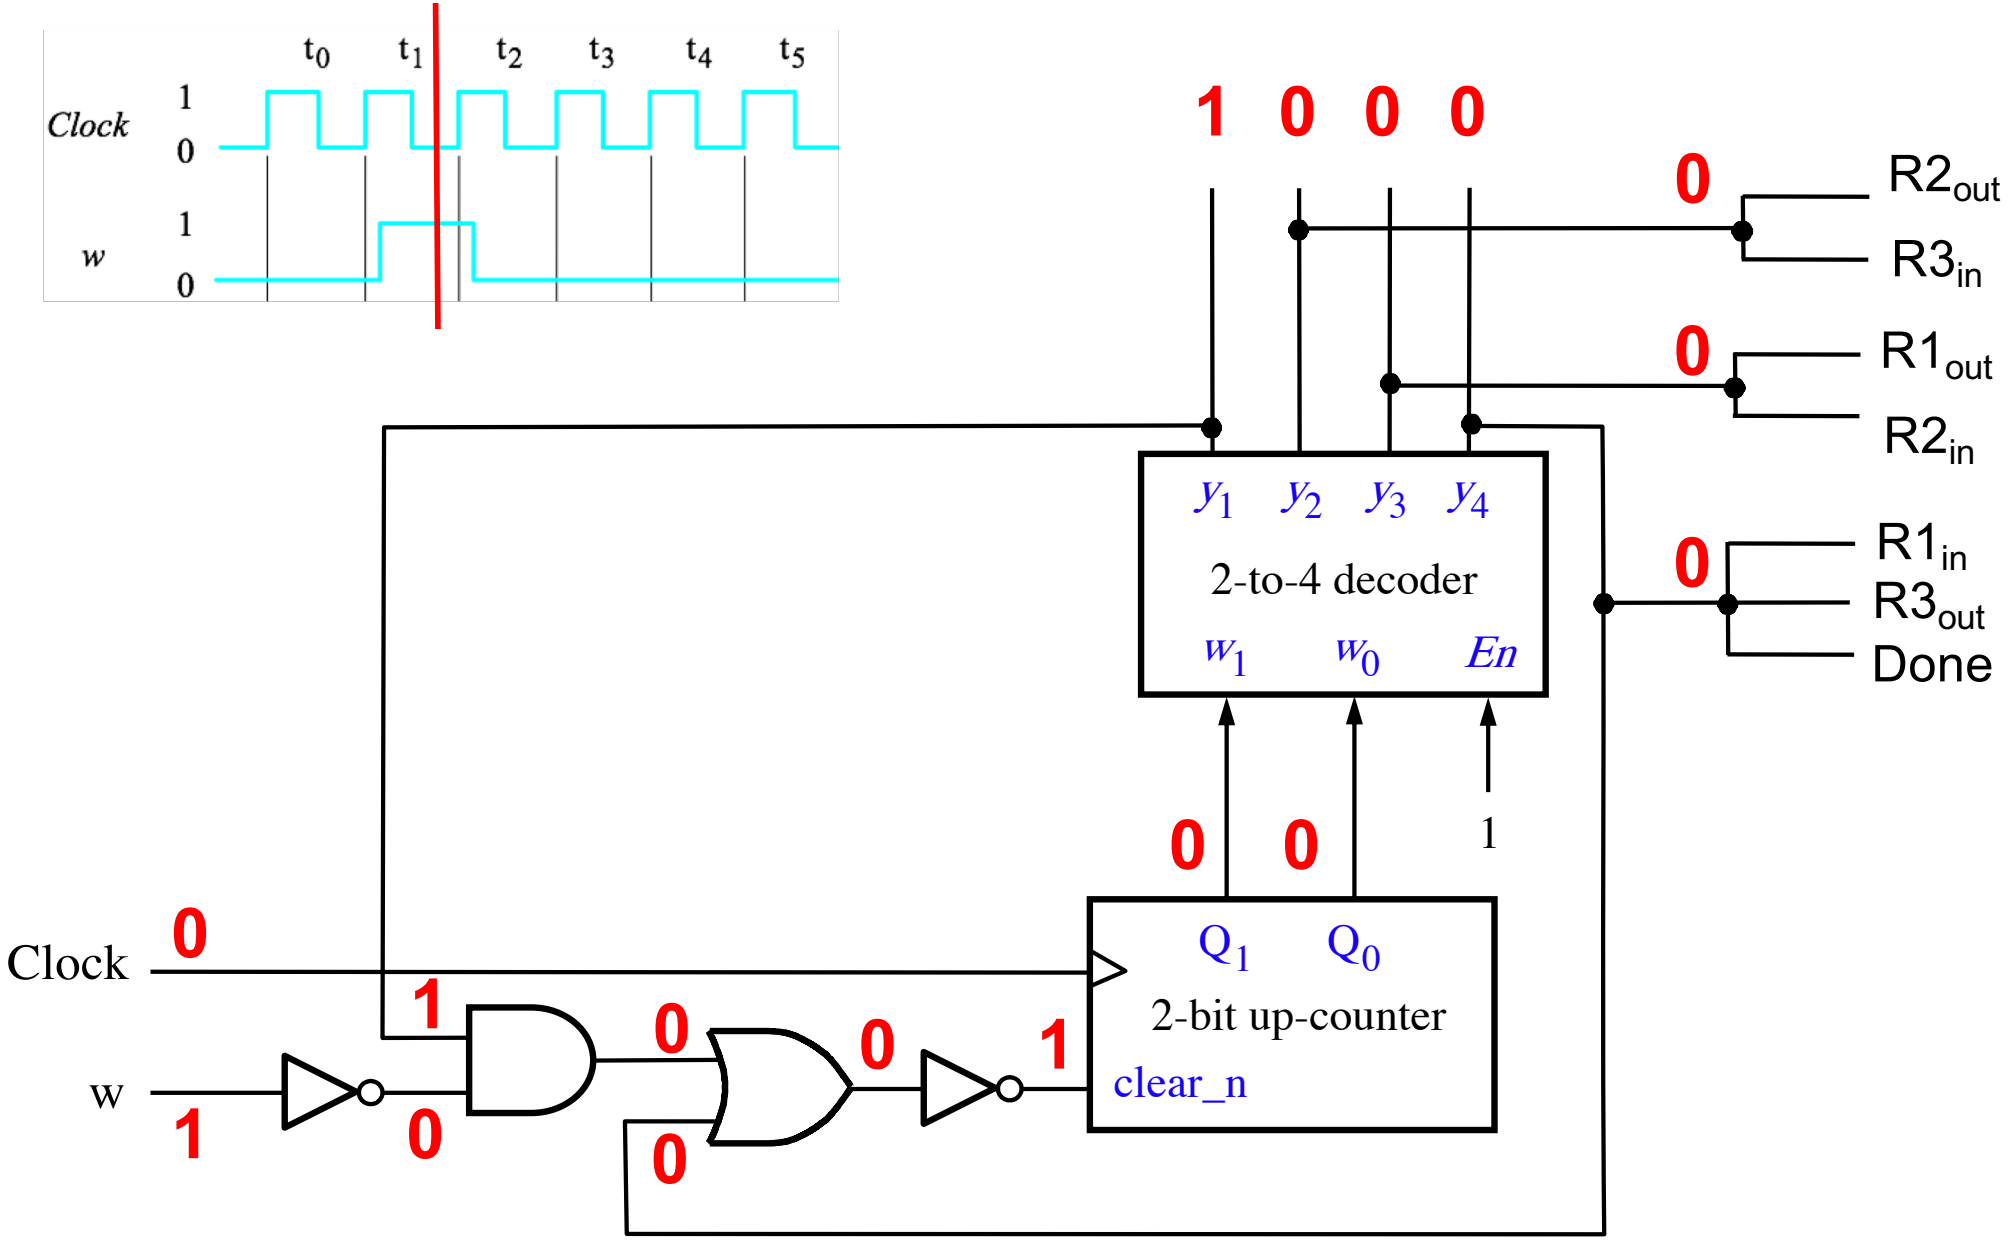 t0 t1 t2 t3 t4 t5
1
Clock
0
1
w
0
1 0 0 0
0 R2out
R3in
0 R1out
R2in
y1 y2 y3 y4
2-to-4 decoder
w1 w0 En
0 R1in
R3out
Done
0 0 1
0
Clock
Q1 Q0
2-bit up-counter
clear_n
1 0 0 1
w
1 0 0